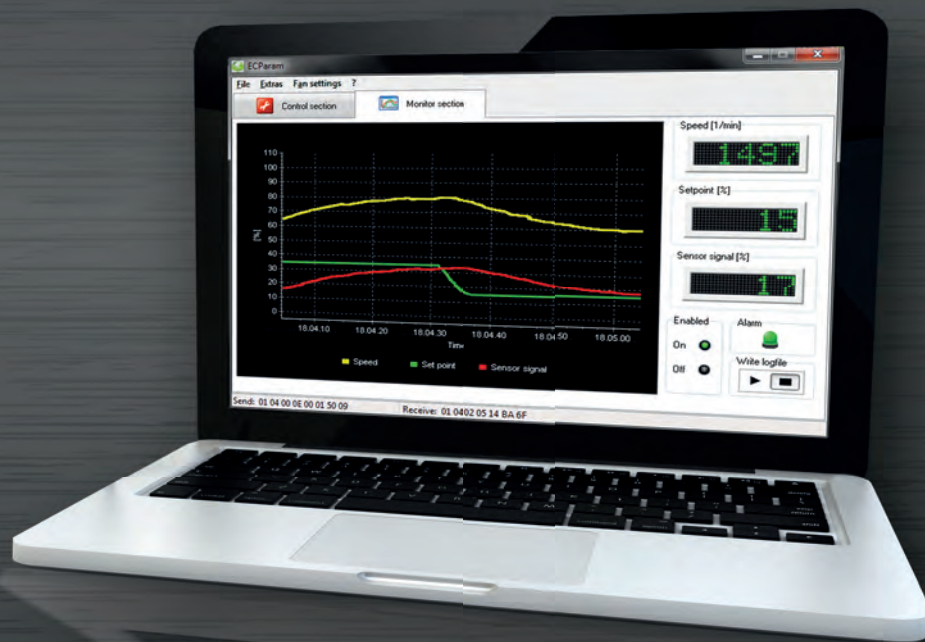 ECParam
File Extras Fan settings ?
Control section Monitor section
Speed [1/min]
1497
Setpoint [%]
15
Sensor signal [%]
17
Enabled
On
Off
Alarm
Write logfile
110
100
90
80
70
60
50
40
30
20
10
0
[%]
18.04.10 18.04.20 18.04.30 18.04.40 18.04.50 18.05.00
Time
Speed Set point Sensor signal
Send: 01 04 00 0E 00 01 50 09 Receive: 01 0402 05 14 BA 6F